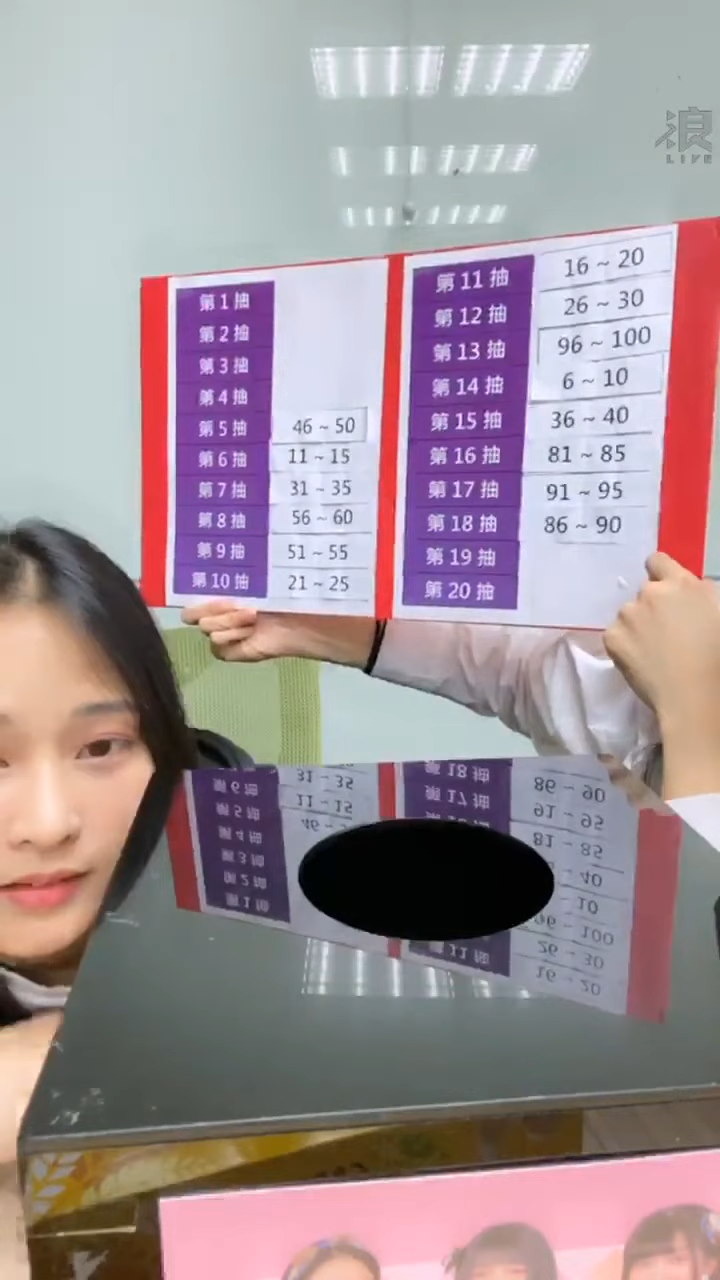 浪
LIVE
第 1 抽
第 2 抽
第 3 抽
第 4 抽
第 5 抽 46 ~ 50
第 6 抽 11 ~ 15
第 7 抽 31 ~ 35
第 8 抽 56 ~ 60
第 9 抽 51 ~ 55
第 10 抽 21 ~ 25
第 11 抽 16 ~ 20
第 12 抽 26 ~ 30
第 13 抽 96 ~ 100
第 14 抽 6 ~ 10
第 15 抽 36 ~ 40
第 16 抽 81 ~ 85
第 17 抽 91 ~ 95
第 18 抽 86 ~ 90
第 19 抽
第 20 抽